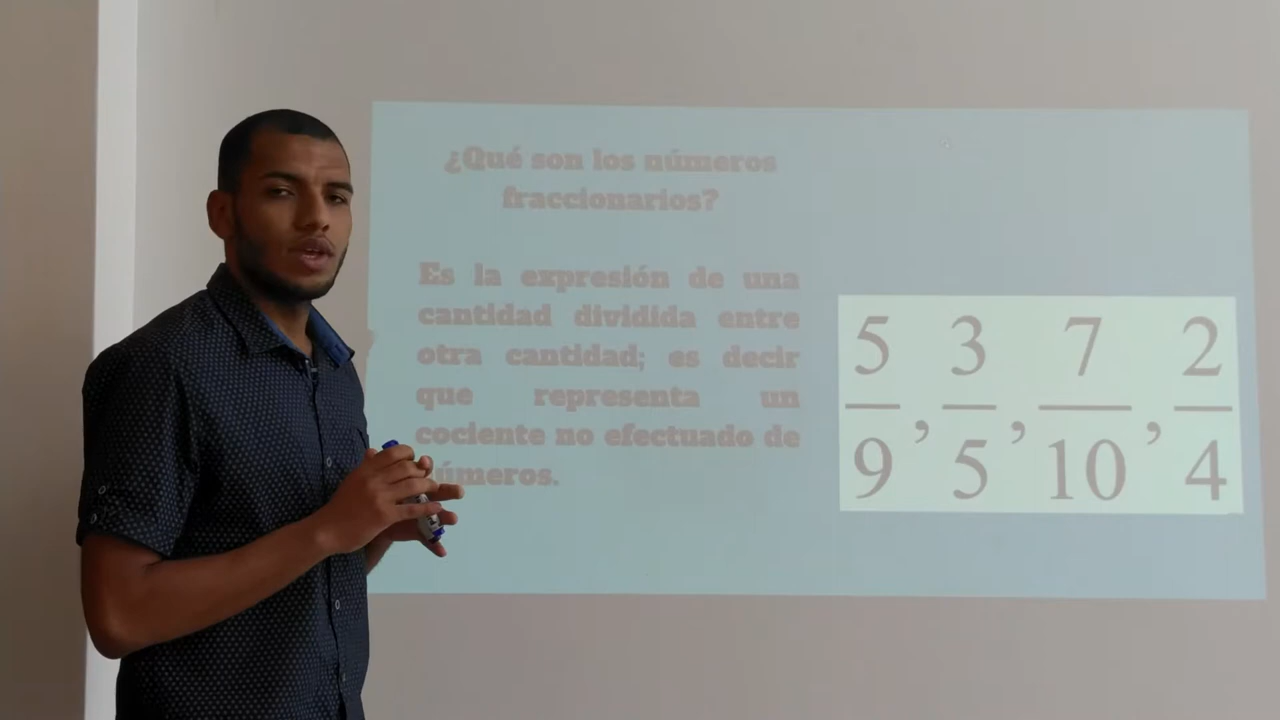 ¿Qué son los números
fraccionarios?
Es la expresión de una
cantidad dividida entre
otra cantidad; es decir
que representa un
cociente no efectuado de
números.
5/9, 3/5, 7/10, 2/4